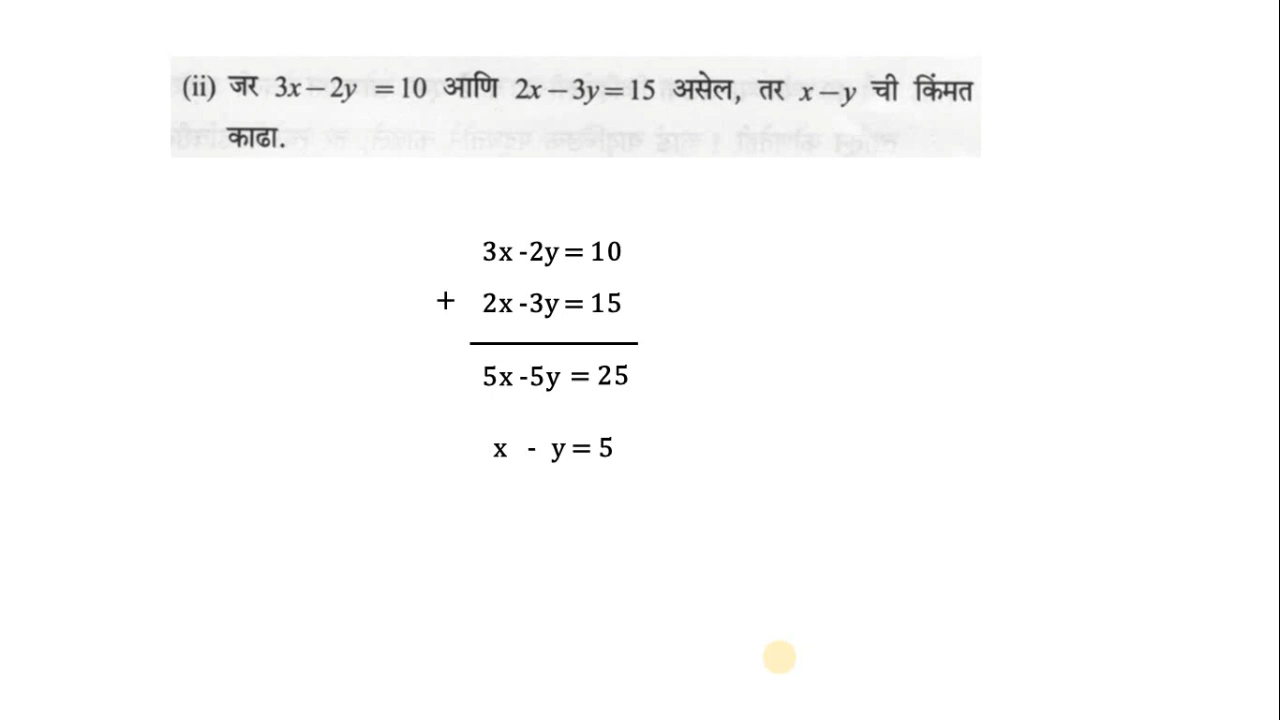 (ii) जर 3x – 2y = 10 आणि 2x – 3y = 15 असेल, तर x – y ची किंमत
काढा.
3x -2y = 10
+ 2x -3y = 15
5x -5y = 25
x - y = 5